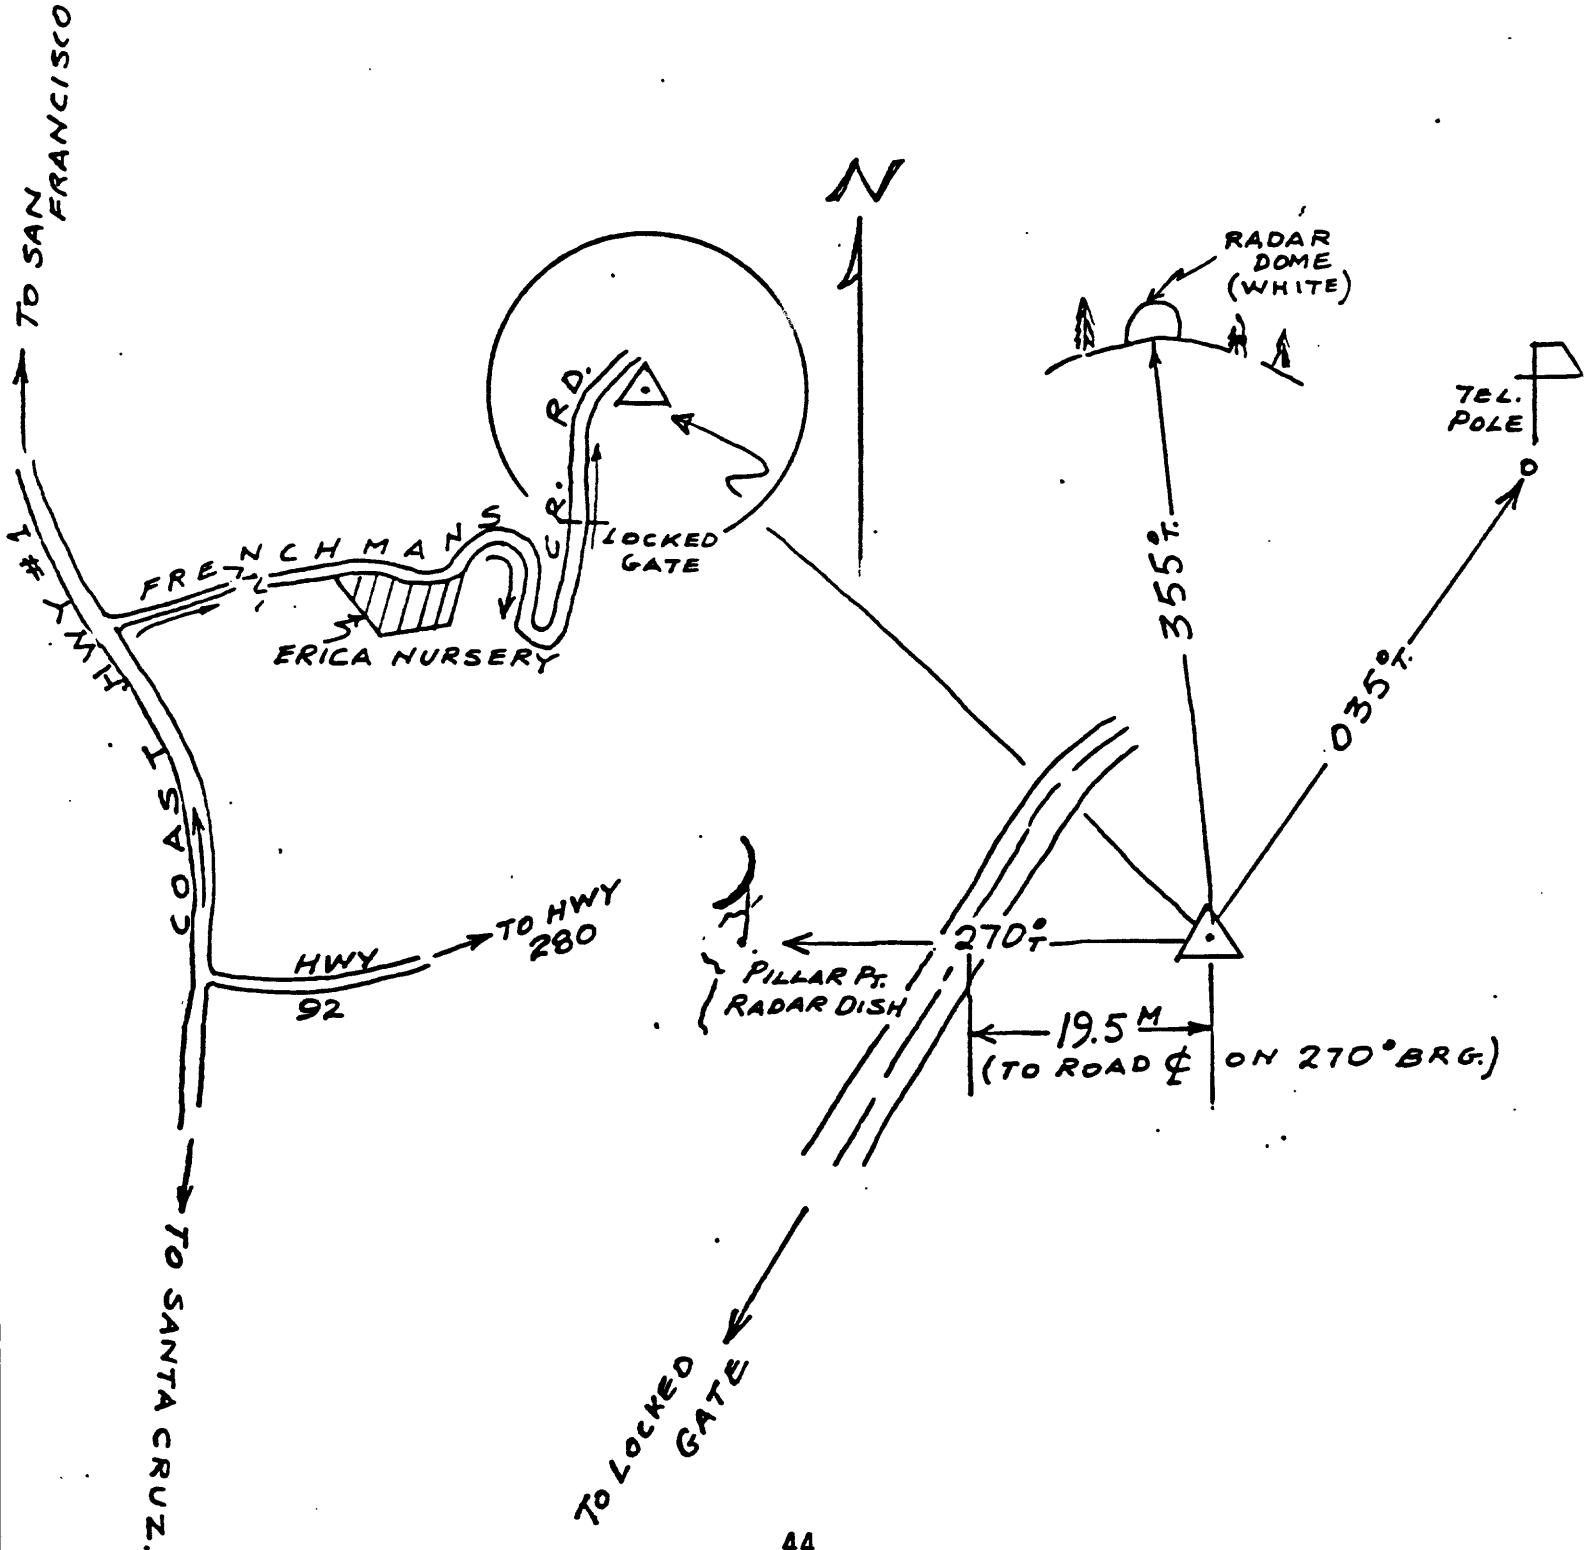 TO SAN
FRANCISCO
N
RADAR
DOME
(WHITE)
TEL.
POLE
355°T.
035°T.
FRENCHMANS CR. RD.
LOCKED
GATE
ERICA NURSERY
COAST HWY #1
TO HWY
280
HWY
92
270°T
PILLAR PT.
RADAR DISH
19.5 M
(TO ROAD ℄ ON 270° BRG.)
TO LOCKED
GATE
TO SANTA CRUZ.
44